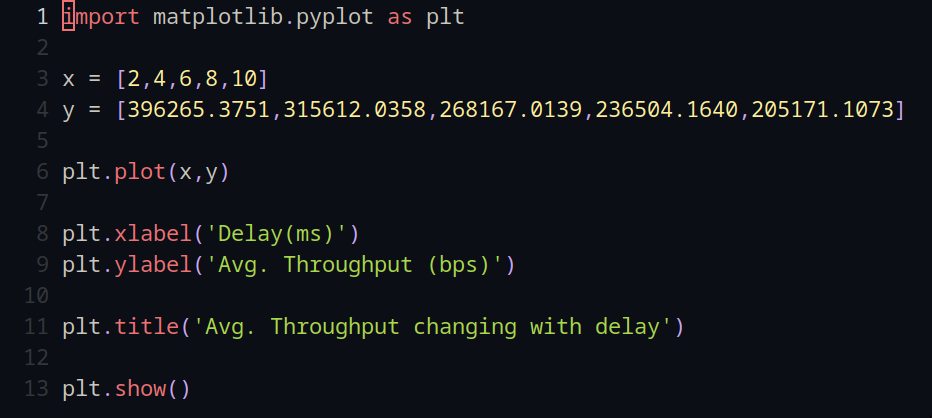 1 import matplotlib.pyplot as plt
2
3 x = [2,4,6,8,10]
4 y = [396265.3751,315612.0358,268167.0139,236504.1640,205171.1073]
5
6 plt.plot(x,y)
7
8 plt.xlabel('Delay(ms)')
9 plt.ylabel('Avg. Throughput (bps)')
10
11 plt.title('Avg. Throughput changing with delay')
12
13 plt.show()